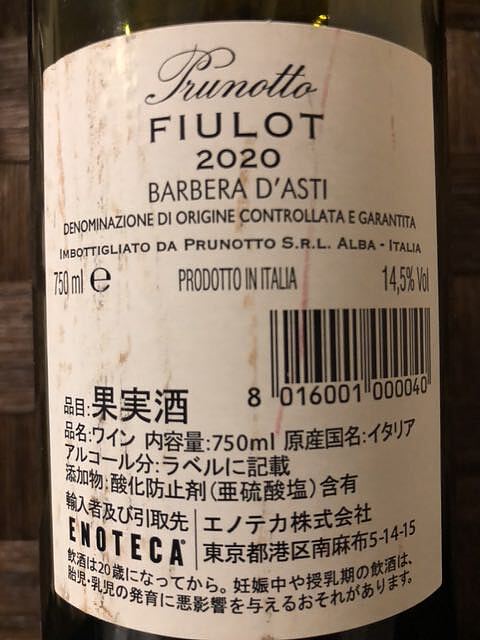 Prunotto
FIULOT
2020
BARBERA D'ASTI
DENOMINAZIONE DI ORIGINE CONTROLLATA E GARANTITA
IMBOTTIGLIATO DA PRUNOTTO S.R.L. ALBA - ITALIA
750 ml e PRODOTTO IN ITALIA 14,5% Vol
8 016001 000040
品目:果実酒
品名:ワイン 内容量:750ml 原産国名:イタリア
アルコール分:ラベルに記載
添加物:酸化防止剤(亜硫酸塩)含有
輸入者及び引取先 エノテカ株式会社
ENOTECA 東京都港区南麻布5-14-15
飲酒は20歳になってから。妊娠中や授乳期の飲酒は、
胎児・乳児の発育に悪影響を与えるおそれがあります。